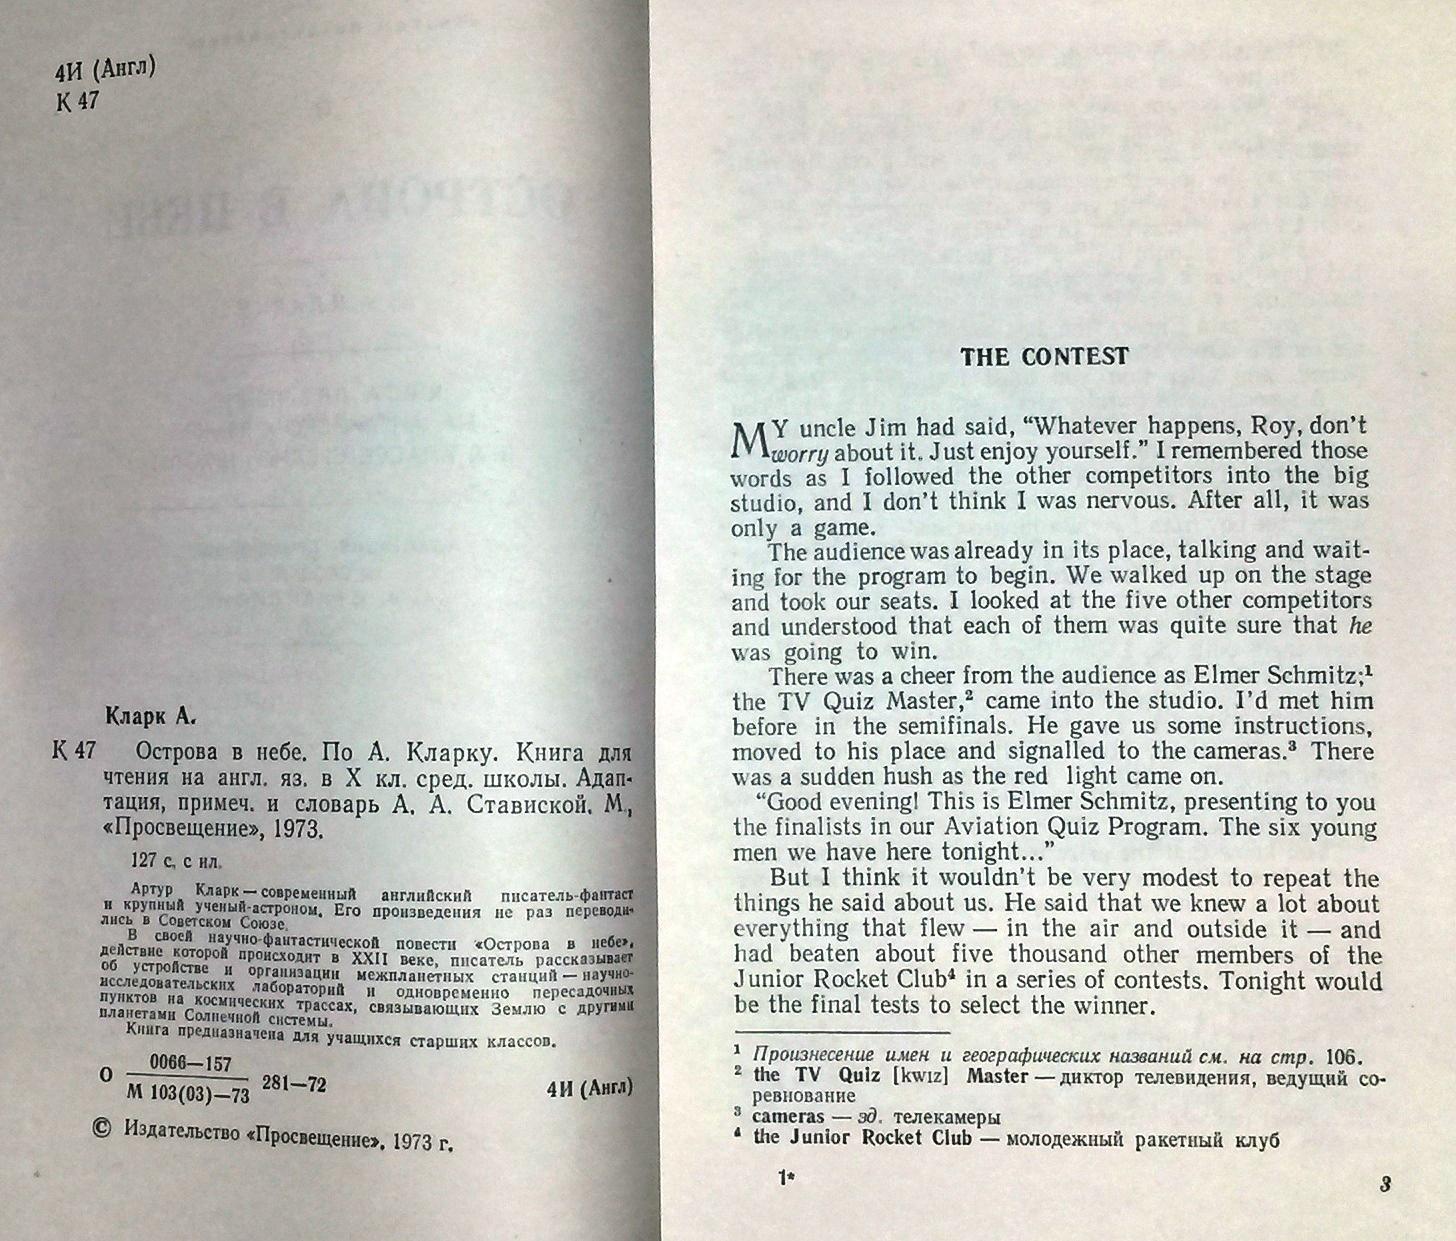 4И (Англ)
К 47
Кларк А.
К 47 Острова в небе. По А. Кларку. Книга для
чтения на англ. яз. в X кл. сред. школы. Адап-
тация, примеч. и словарь А. А. Ставиской. М.,
«Просвещение», 1973.
127 с. с ил.
Артур Кларк — современный английский писатель-фантаст
и крупный ученый-астроном. Его произведения не раз переводи-
лись в Советском Союзе.
В своей научно-фантастической повести «Острова в небе»,
действие которой происходит в XXII веке, писатель рассказывает
об устройстве и организации межпланетных станций — научно-
исследовательских лабораторий и одновременно пересадочных
пунктов на космических трассах, связывающих Землю с другими
планетами Солнечной системы.
Книга предназначена для учащихся старших классов.
0066—157
О 281—72 4И (Англ)
М 103(03)—73
© Издательство «Просвещение», 1973 г.
THE CONTEST
MY uncle Jim had said, “Whatever happens, Roy, don’t
worry about it. Just enjoy yourself.” I remembered those
words as I followed the other competitors into the big
studio, and I don’t think I was nervous. After all, it was
only a game.
The audience was already in its place, talking and wait-
ing for the program to begin. We walked up on the stage
and took our seats. I looked at the five other competitors
and understood that each of them was quite sure that he
was going to win.
There was a cheer from the audience as Elmer Schmitz;¹
the TV Quiz Master,² came into the studio. I’d met him
before in the semifinals. He gave us some instructions,
moved to his place and signalled to the cameras.³ There
was a sudden hush as the red light came on.
“Good evening! This is Elmer Schmitz, presenting to you
the finalists in our Aviation Quiz Program. The six young
men we have here tonight...”
But I think it wouldn’t be very modest to repeat the
things he said about us. He said that we knew a lot about
everything that flew — in the air and outside it — and
had beaten about five thousand other members of the
Junior Rocket Club⁴ in a series of contests. Tonight would
be the final tests to select the winner.
¹ Произнесение имен и географических названий см. на стр. 106.
² the TV Quiz [kwɪz] Master — диктор телевидения, ведущий со-
ревнование
³ cameras — зд. телекамеры
⁴ the Junior Rocket Club — молодежный ракетный клуб
1*
3